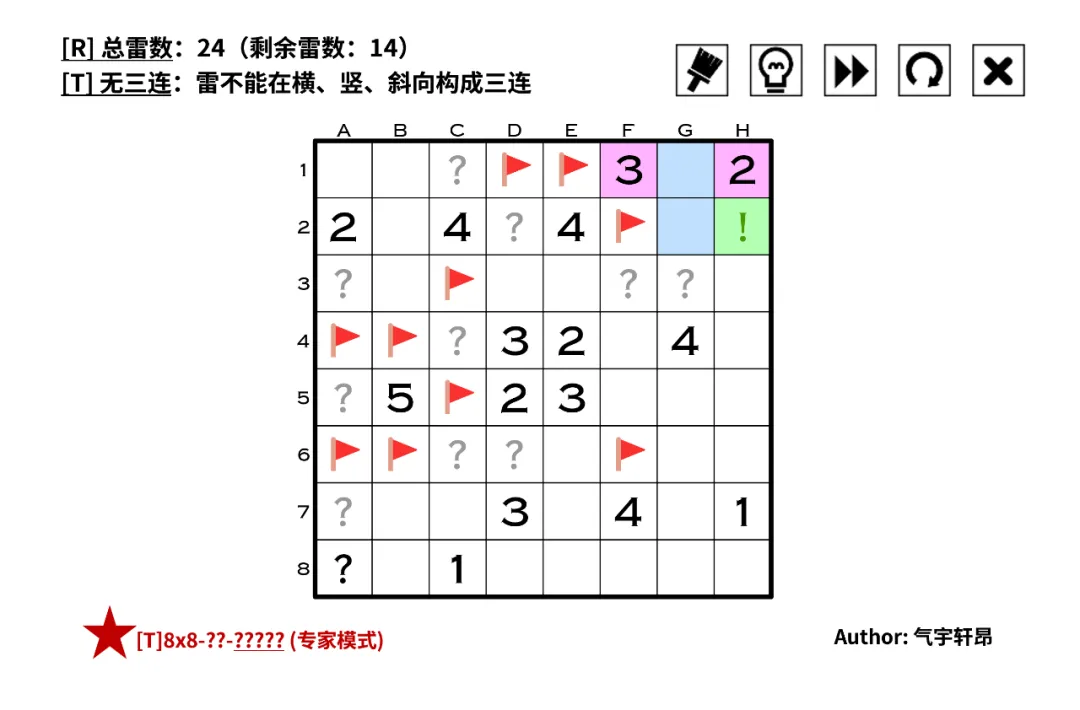 [R] 总雷数：24（剩余雷数：14）
[T] 无三连：雷不能在横、竖、斜向构成三连
A B C D E F G H
1 ? 3 2
2 2 4 ? 4 !
3 ? ? ?
4 ? 3 2 4
5 ? 5 2 3
6 ? ?
7 ? 3 4 1
8 ? 1
[T]8x8-??-????? (专家模式)
Author: 气宇轩昂